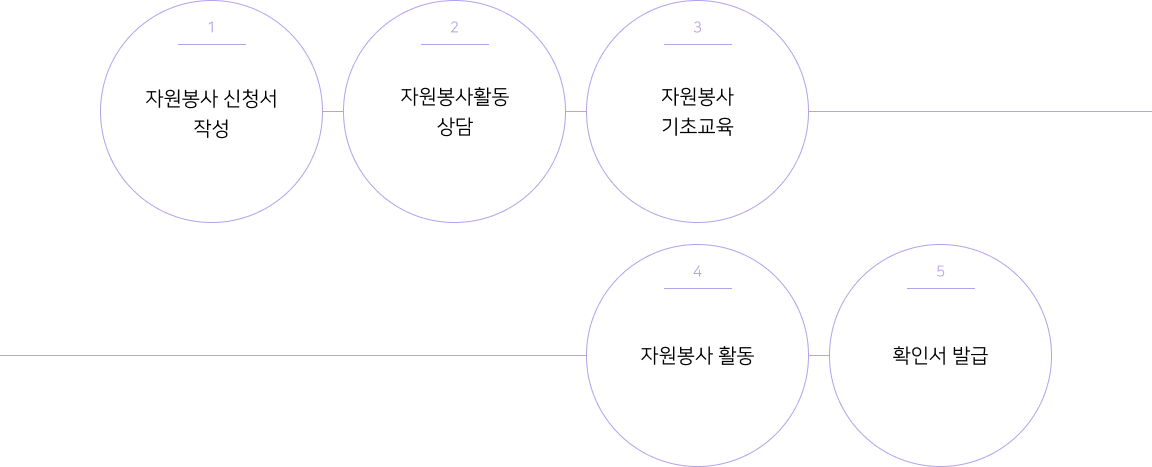 1
자원봉사 신청서
작성
2
자원봉사활동
상담
3
자원봉사
기초교육
4
자원봉사 활동
5
확인서 발급